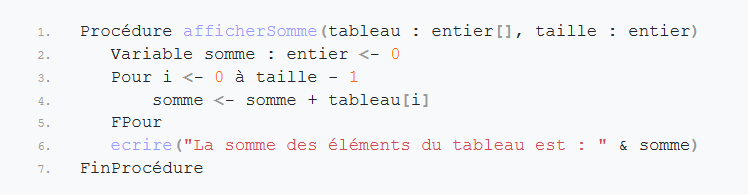 1. Procédure afficherSomme(tableau : entier[], taille : entier)
2. Variable somme : entier <- 0
3. Pour i <- 0 à taille - 1
4. somme <- somme + tableau[i]
5. FPour
6. ecrire("La somme des éléments du tableau est : " & somme)
7. FinProcédure